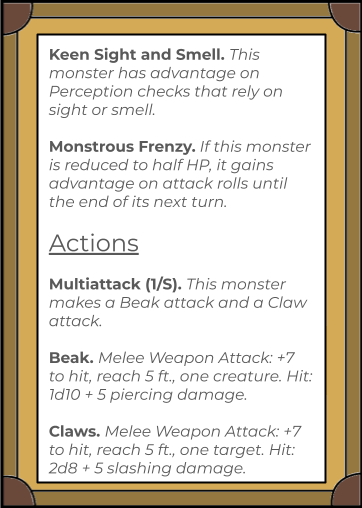 Keen Sight and Smell. This
monster has advantage on
Perception checks that rely on
sight or smell.
Monstrous Frenzy. If this monster
is reduced to half HP, it gains
advantage on attack rolls until
the end of its next turn.
Actions
Multiattack (1/S). This monster
makes a Beak attack and a Claw
attack.
Beak. Melee Weapon Attack: +7
to hit, reach 5 ft., one creature. Hit:
1d10 + 5 piercing damage.
Claws. Melee Weapon Attack: +7
to hit, reach 5 ft., one target. Hit:
2d8 + 5 slashing damage.